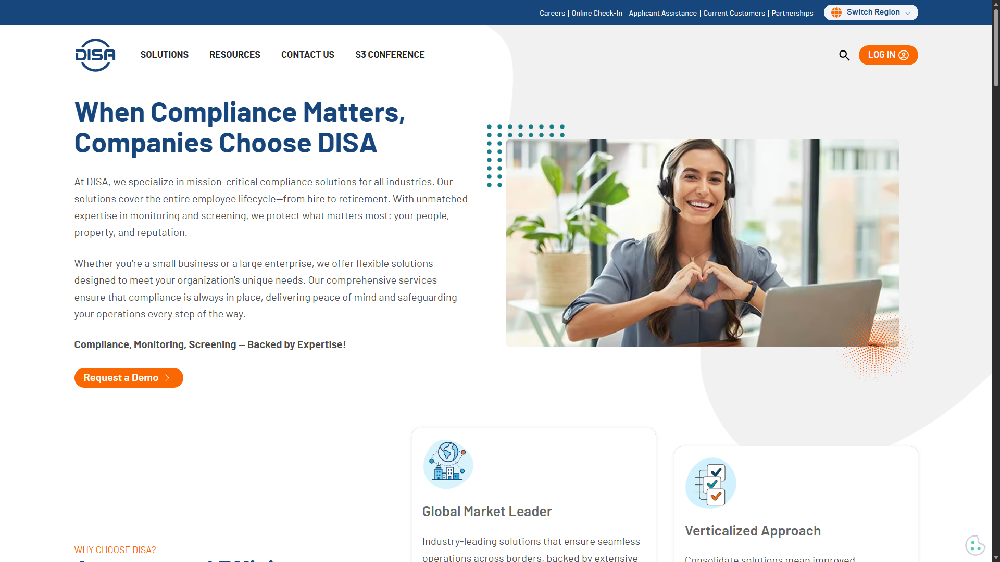 Careers | Online Check-In | Applicant Assistance | Current Customers | Partnerships
Switch Region
DISA
SOLUTIONS
RESOURCES
CONTACT US
S3 CONFERENCE
LOG IN
When Compliance Matters,
Companies Choose DISA
At DISA, we specialize in mission-critical compliance solutions for all industries. Our
solutions cover the entire employee lifecycle—from hire to retirement. With unmatched
expertise in monitoring and screening, we protect what matters most: your people,
property, and reputation.
Whether you're a small business or a large enterprise, we offer flexible solutions
designed to meet your organization's unique needs. Our comprehensive services
ensure that compliance is always in place, delivering peace of mind and safeguarding
your operations every step of the way.
Compliance, Monitoring, Screening — Backed by Expertise!
Request a Demo
Global Market Leader
Industry-leading solutions that ensure seamless
operations across borders, backed by extensive
Verticalized Approach
Consolidate solutions mean improved
WHY CHOOSE DISA?